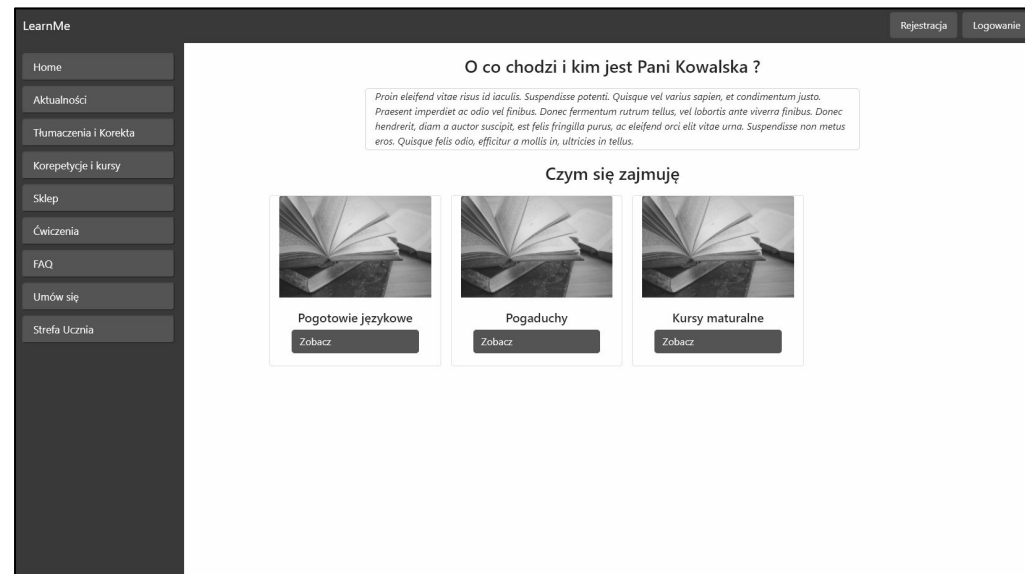 LearnMe
Rejestracja
Logowanie
Home
Aktualności
Tłumaczenia i Korekta
Korepetycje i kursy
Sklep
Ćwiczenia
FAQ
Umów się
Strefa Ucznia
O co chodzi i kim jest Pani Kowalska ?
Proin eleifend vitae risus id iaculis. Suspendisse potenti. Quisque vel varius sapien, et condimentum justo.
Praesent imperdiet ac odio vel finibus. Donec fermentum rutrum tellus, vel lobortis ante viverra finibus. Donec
hendrerit, diam a auctor suscipit, est felis fringilla purus, ac eleifend orci elit vitae urna. Suspendisse non metus
eros. Quisque felis odio, efficitur a mollis in, ultricies in tellus.
Czym się zajmuję
Pogotowie językowe
Zobacz
Pogaduchy
Zobacz
Kursy maturalne
Zobacz